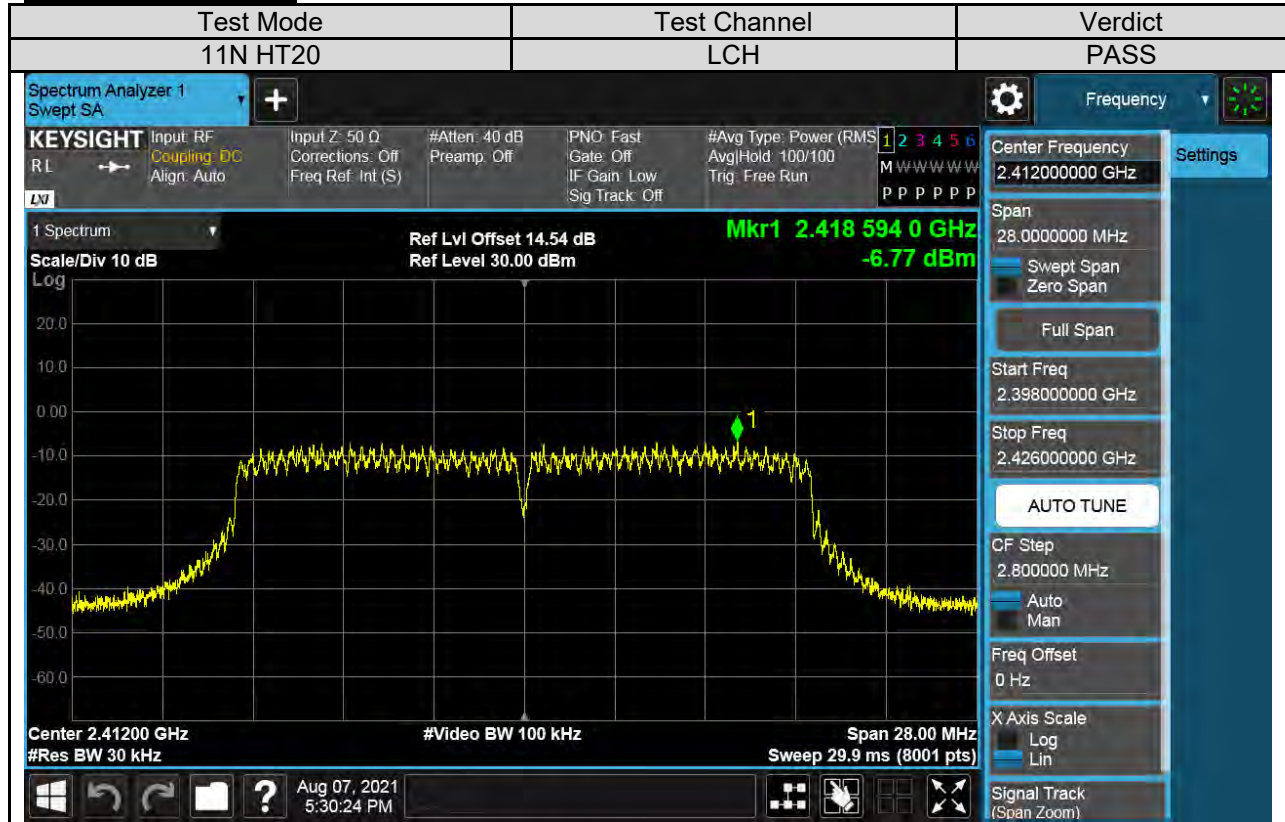 Test Mode Test Channel Verdict
11N HT20 LCH PASS
Spectrum Analyzer 1
Swept SA
Frequency
KEYSIGHT Input: RF Input Z: 50 Ω #Atten: 40 dB PNO: Fast #Avg Type: Power (RMS 1 2 3 4 5 6
R L Coupling: DC Corrections: Off Preamp: Off Gate: Off Avg|Hold: 100/100 M W W W W W
Align: Auto Freq Ref: Int (S) IF Gain: Low Trig: Free Run
LXI Sig Track: Off P P P P P P
1 Spectrum
Scale/Div 10 dB
Ref Lvl Offset 14.54 dB
Ref Level 30.00 dBm
Mkr1 2.418 594 0 GHz
-6.77 dBm
Log
20.0
10.0
0.00
-10.0
-20.0
-30.0
-40.0
-50.0
-60.0
1
Center 2.41200 GHz #Video BW 100 kHz Span 28.00 MHz
#Res BW 30 kHz Sweep 29.9 ms (8001 pts)
Center Frequency
2.412000000 GHz
Settings
Span
28.0000000 MHz
Swept Span
Zero Span
Full Span
Start Freq
2.398000000 GHz
Stop Freq
2.426000000 GHz
AUTO TUNE
CF Step
2.800000 MHz
Auto
Man
Freq Offset
0 Hz
X Axis Scale
Log
Lin
Signal Track
(Span Zoom)
?
Aug 07, 2021
5:30:24 PM